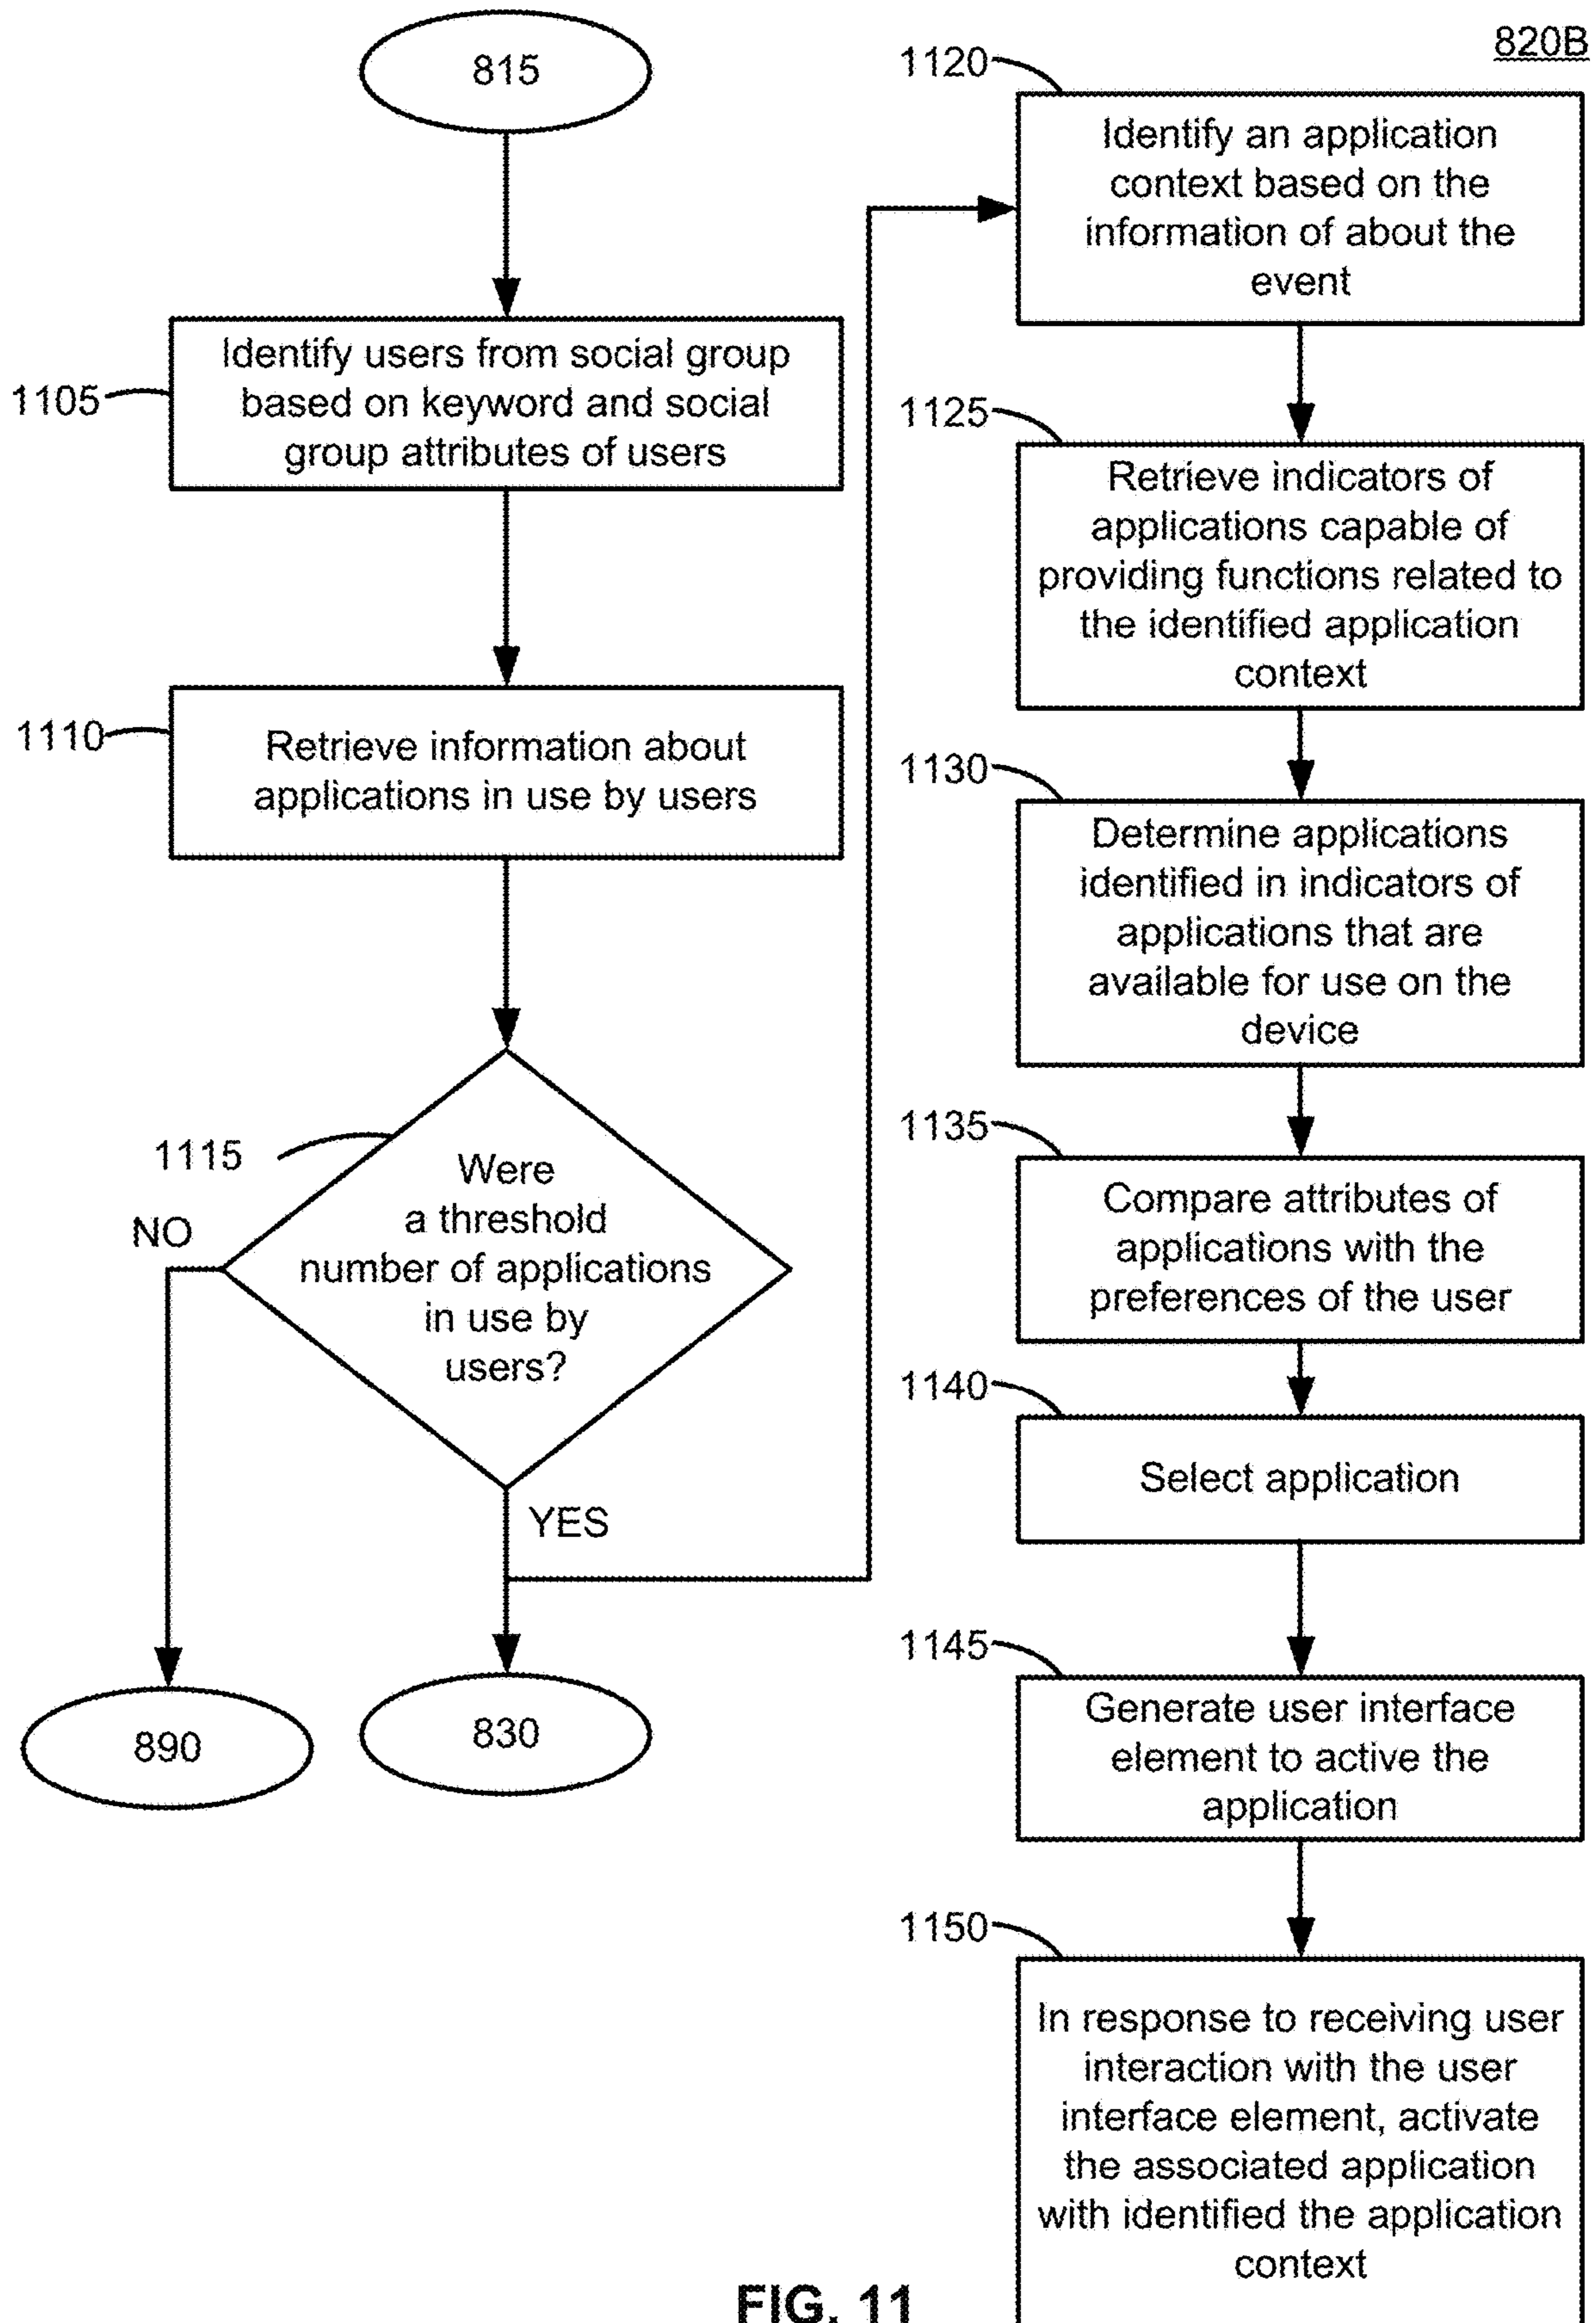 820B
815
1105
Identify users from social group
based on keyword and social
group attributes of users
1110
Retrieve information about
applications in use by users
1115
Were
a threshold
number of applications
in use by
users?
NO
YES
890
830
1120
Identify an application
context based on the
information of about the
event
1125
Retrieve indicators of
applications capable of
providing functions related to
the identified application
context
1130
Determine applications
identified in indicators of
applications that are
available for use on the
device
1135
Compare attributes of
applications with the
preferences of the user
1140
Select application
1145
Generate user interface
element to active the
application
1150
In response to receiving user
interaction with the user
interface element, activate
the associated application
with identified the application
context
FIG. 11